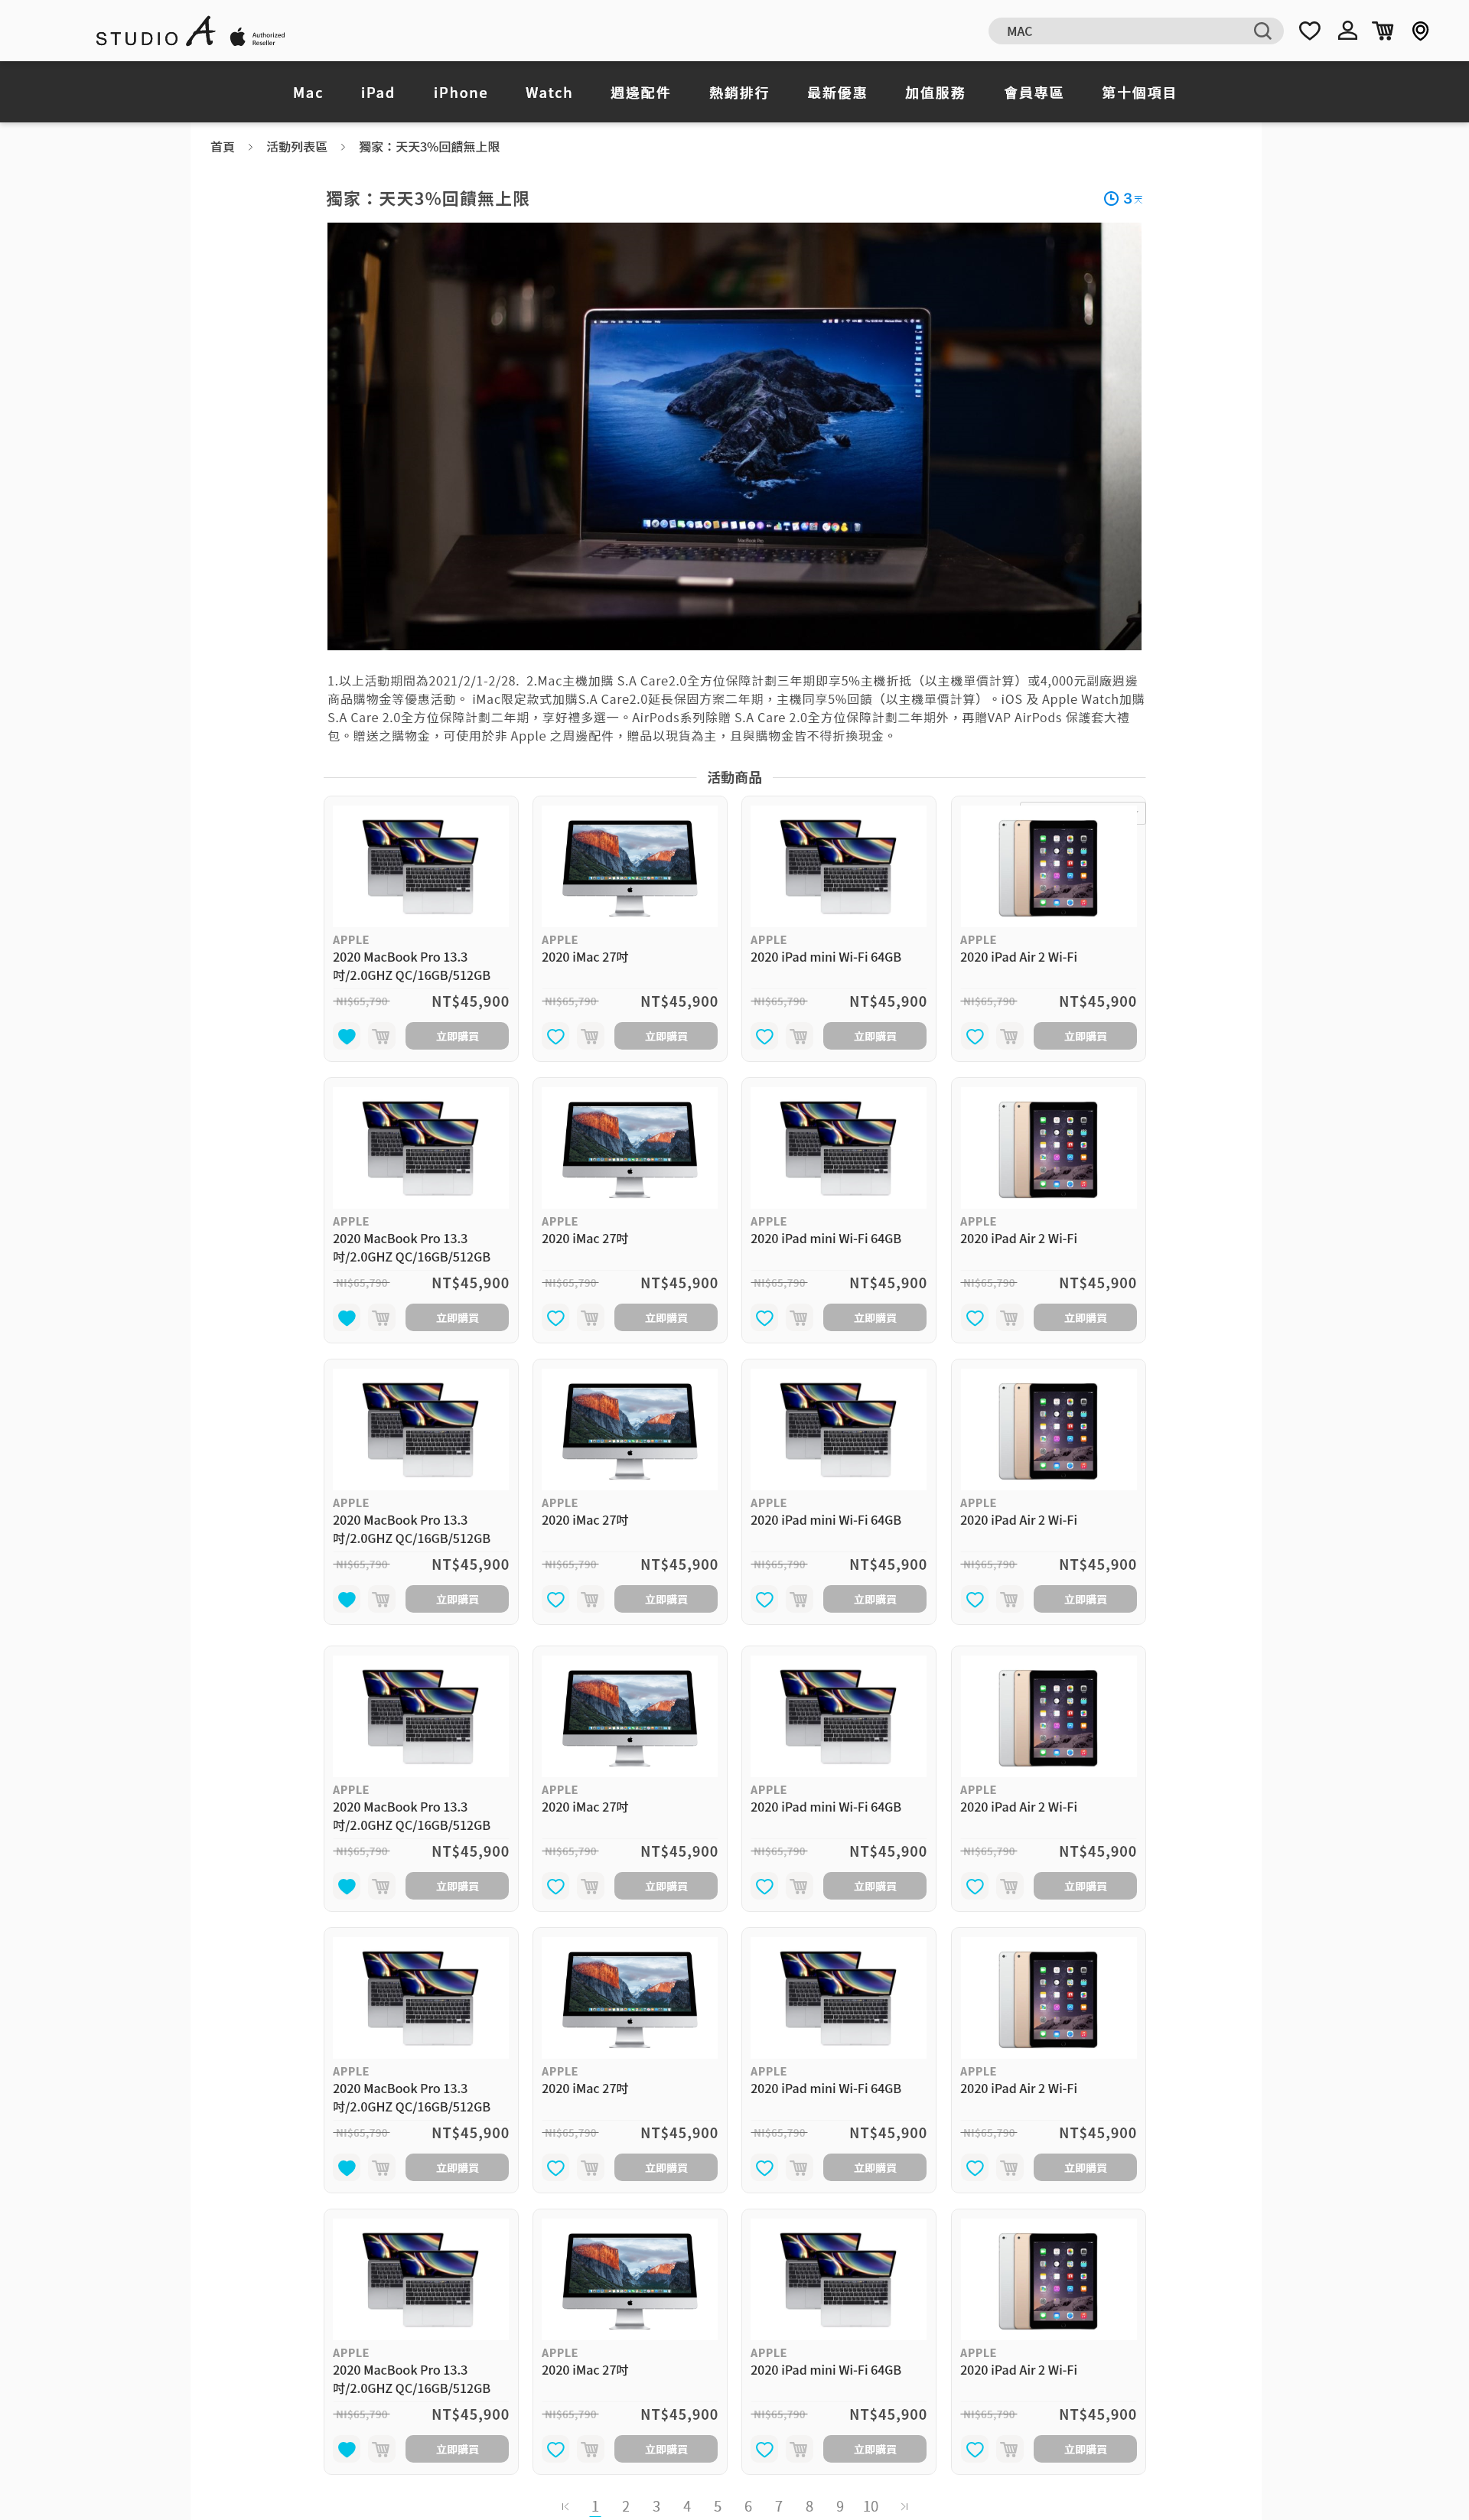 STUDIO A Authorized
Reseller
MAC
Mac iPad iPhone Watch 週邊配件 熱銷排行 最新優惠 加值服務 會員專區 第十個項目
首頁 > 活動列表區 > 獨家：天天3%回饋無上限
獨家：天天3%回饋無上限
3天
MacBook Pro
1.以上活動期間為2021/2/1-2/28. 2.Mac主機加購 S.A Care2.0全方位保障計劃三年期即享5%主機折抵（以主機單價計算）或4,000元副廠週邊
商品購物金等優惠活動。 iMac限定款式加購S.A Care2.0延長保固方案二年期，主機同享5%回饋（以主機單價計算）。iOS 及 Apple Watch加購
S.A Care 2.0全方位保障計劃二年期，享好禮多選一。AirPods系列除贈 S.A Care 2.0全方位保障計劃二年期外，再贈VAP AirPods 保護套大禮
包。贈送之購物金，可使用於非 Apple 之周邊配件，贈品以現貨為主，且與購物金皆不得折換現金。
活動商品
APPLE APPLE APPLE APPLE
2020 MacBook Pro 13.3 2020 iMac 27吋 2020 iPad mini Wi-Fi 64GB 2020 iPad Air 2 Wi-Fi
吋/2.0GHZ QC/16GB/512GB
NT$65,790 NT$45,900 NT$65,790 NT$45,900 NT$65,790 NT$45,900 NT$65,790 NT$45,900
立即購買 立即購買 立即購買 立即購買
APPLE APPLE APPLE APPLE
2020 MacBook Pro 13.3 2020 iMac 27吋 2020 iPad mini Wi-Fi 64GB 2020 iPad Air 2 Wi-Fi
吋/2.0GHZ QC/16GB/512GB
NT$65,790 NT$45,900 NT$65,790 NT$45,900 NT$65,790 NT$45,900 NT$65,790 NT$45,900
立即購買 立即購買 立即購買 立即購買
APPLE APPLE APPLE APPLE
2020 MacBook Pro 13.3 2020 iMac 27吋 2020 iPad mini Wi-Fi 64GB 2020 iPad Air 2 Wi-Fi
吋/2.0GHZ QC/16GB/512GB
NT$65,790 NT$45,900 NT$65,790 NT$45,900 NT$65,790 NT$45,900 NT$65,790 NT$45,900
立即購買 立即購買 立即購買 立即購買
APPLE APPLE APPLE APPLE
2020 MacBook Pro 13.3 2020 iMac 27吋 2020 iPad mini Wi-Fi 64GB 2020 iPad Air 2 Wi-Fi
吋/2.0GHZ QC/16GB/512GB
NT$65,790 NT$45,900 NT$65,790 NT$45,900 NT$65,790 NT$45,900 NT$65,790 NT$45,900
立即購買 立即購買 立即購買 立即購買
APPLE APPLE APPLE APPLE
2020 MacBook Pro 13.3 2020 iMac 27吋 2020 iPad mini Wi-Fi 64GB 2020 iPad Air 2 Wi-Fi
吋/2.0GHZ QC/16GB/512GB
NT$65,790 NT$45,900 NT$65,790 NT$45,900 NT$65,790 NT$45,900 NT$65,790 NT$45,900
立即購買 立即購買 立即購買 立即購買
APPLE APPLE APPLE APPLE
2020 MacBook Pro 13.3 2020 iMac 27吋 2020 iPad mini Wi-Fi 64GB 2020 iPad Air 2 Wi-Fi
吋/2.0GHZ QC/16GB/512GB
NT$65,790 NT$45,900 NT$65,790 NT$45,900 NT$65,790 NT$45,900 NT$65,790 NT$45,900
立即購買 立即購買 立即購買 立即購買
1 2 3 4 5 6 7 8 9 10